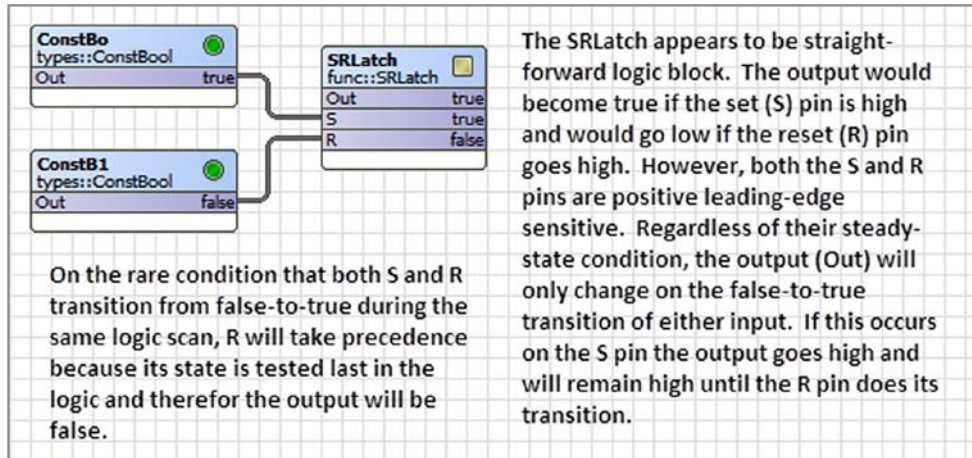 ConstBo
types::ConstBool
Out true
ConstB1
types::ConstBool
Out false
SRLatch
func::SRLatch
Out true
S true
R false
The SRLatch appears to be straight-
forward logic block. The output would
become true if the set (S) pin is high
and would go low if the reset (R) pin
goes high. However, both the S and R
pins are positive leading-edge
sensitive. Regardless of their steady-
state condition, the output (Out) will
only change on the false-to-true
transition of either input. If this occurs
on the S pin the output goes high and
will remain high until the R pin does its
transition.
On the rare condition that both S and R
transition from false-to-true during the
same logic scan, R will take precedence
because its state is tested last in the
logic and therefor the output will be
false.